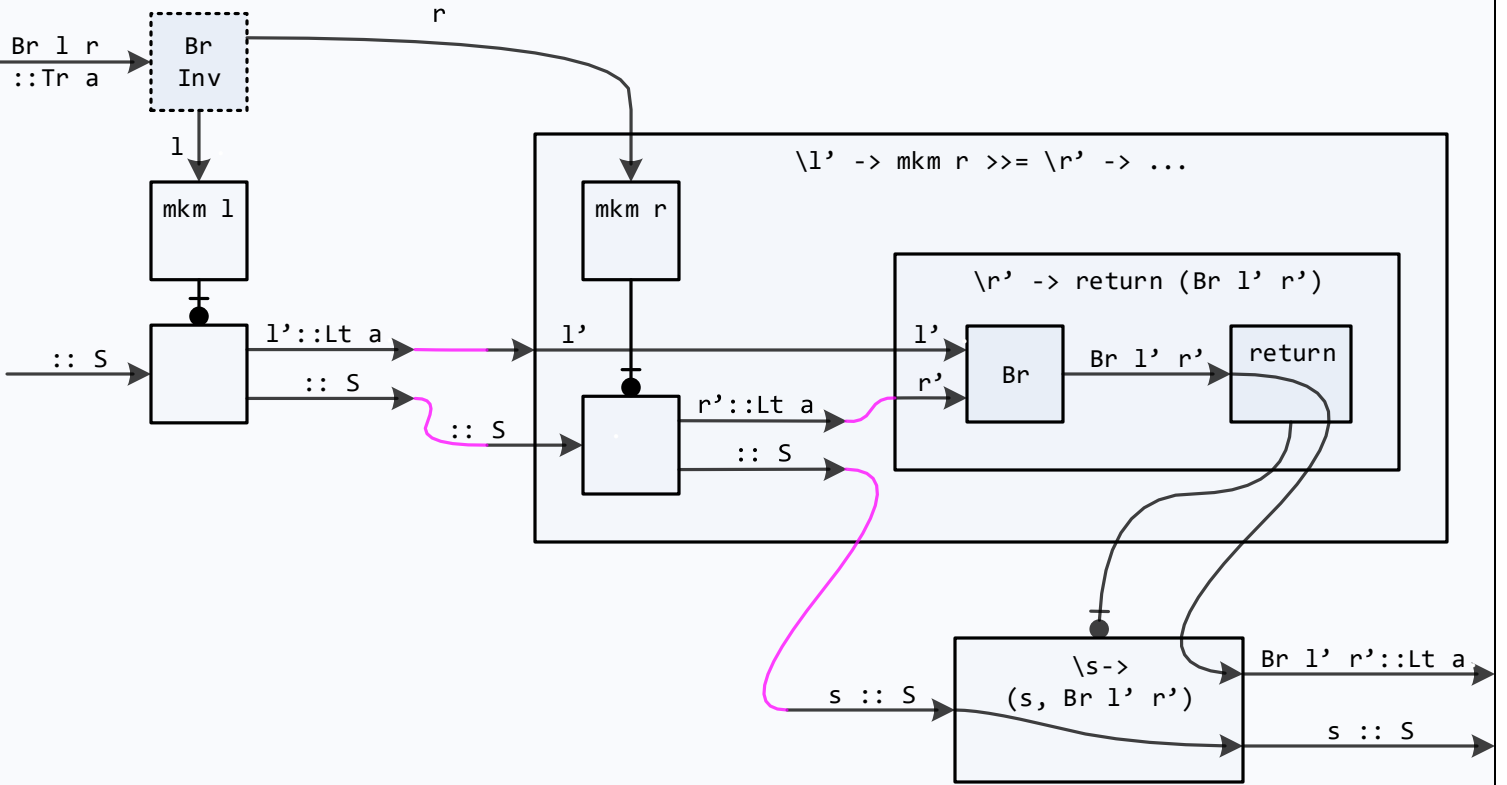 r
Br l r
::Tr a
Br
Inv
l
\l’ -> mkm r >>= \r’ -> ...
mkm l
mkm r
\r’ -> return (Br l’ r’)
l’::Lt a
l’
l’
:: S
:: S
r’
Br
Br l’ r’
return
r’::Lt a
:: S
:: S
\s->
(s, Br l’ r’)
Br l’ r’::Lt a
s :: S
s :: S